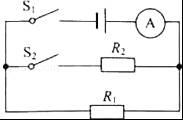 S₁ A
S₂ R₂
R₁